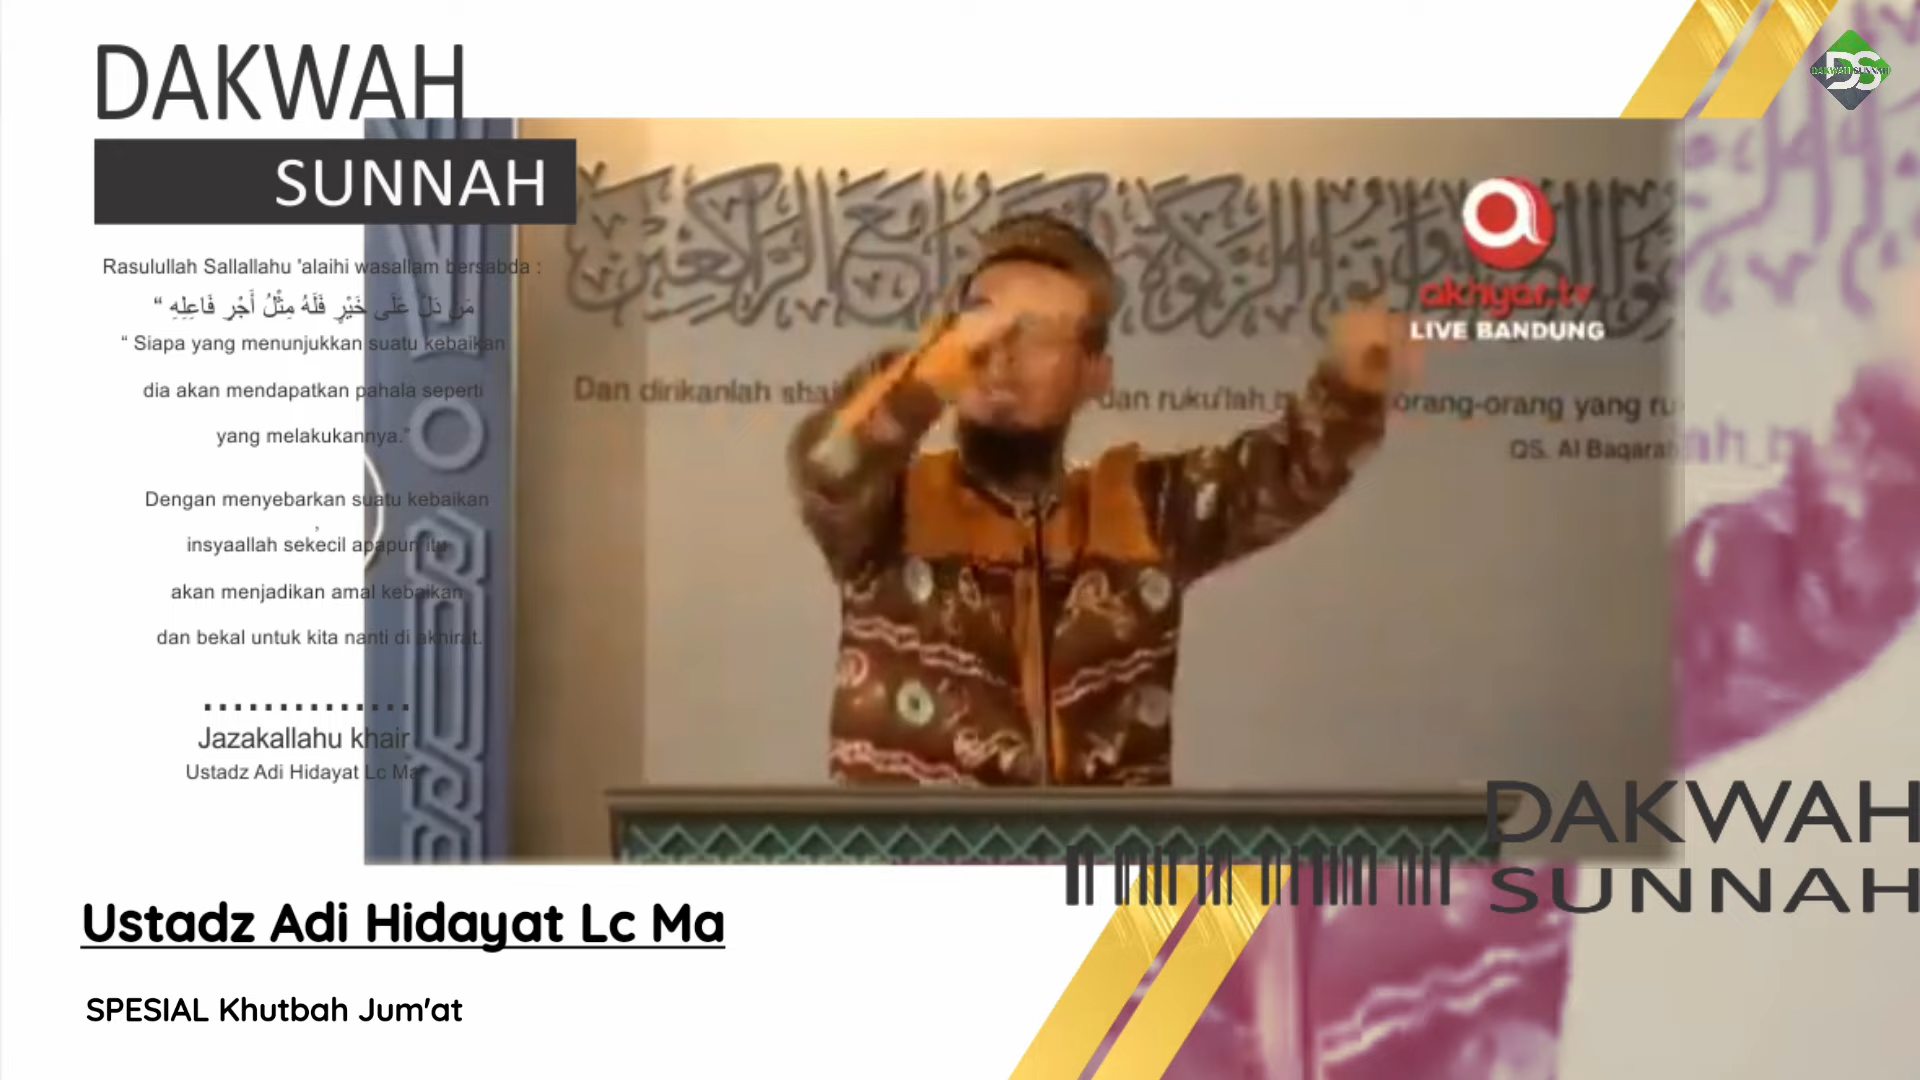 DAKWAH
SUNNAH
Rasulullah Sallallahu 'alaihi wasallam bersabda :
“ مَن دَلَّ عَلَى خَيْرٍ فَلَهُ مِثْلُ أَجْرِ فَاعِلِهِ
“ Siapa yang menunjukkan suatu kebaikan
dia akan mendapatkan pahala seperti
yang melakukannya.”
Dengan menyebarkan suatu kebaikan
insyaallah sekecil apapun itu
akan menjadikan amal kebaikan
dan bekal untuk kita nanti di akhirat.
Jazakallahu khair
Ustadz Adi Hidayat Lc Ma
akhyar.tv
LIVE BANDUNG
Dan dirikanlah dan ruku'lah orang-orang yang
QS. Al Baqarah
DS
DAKWAH SUNNAH
DAKWAH
SUNNAH
Ustadz Adi Hidayat Lc Ma
SPESIAL Khutbah Jum'at